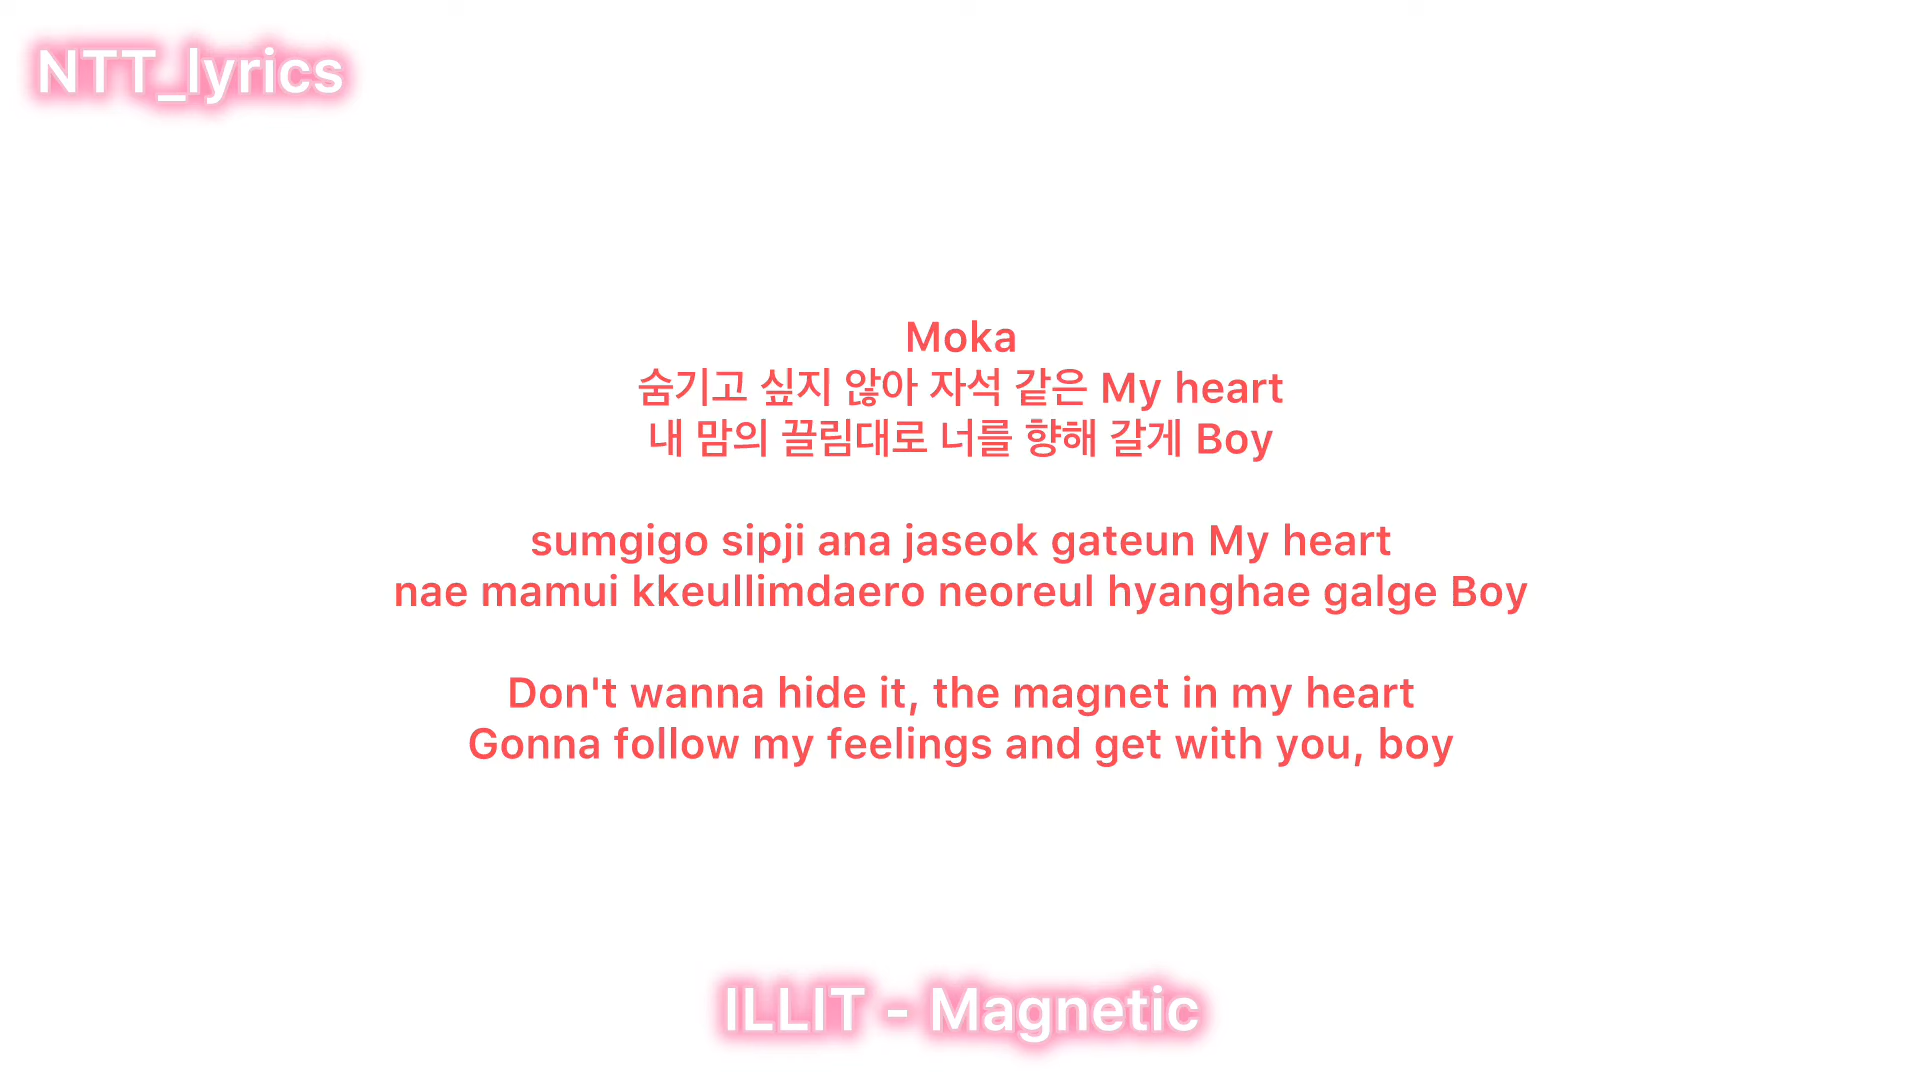 NTT_lyrics
Moka
숨기고 싶지 않아 자석 같은 My heart
내 맘의 끌림대로 너를 향해 갈게 Boy
sumgigo sipji ana jaseok gateun My heart
nae mamui kkeullimdaero neoreul hyanghae galge Boy
Don't wanna hide it, the magnet in my heart
Gonna follow my feelings and get with you, boy
ILLIT - Magnetic